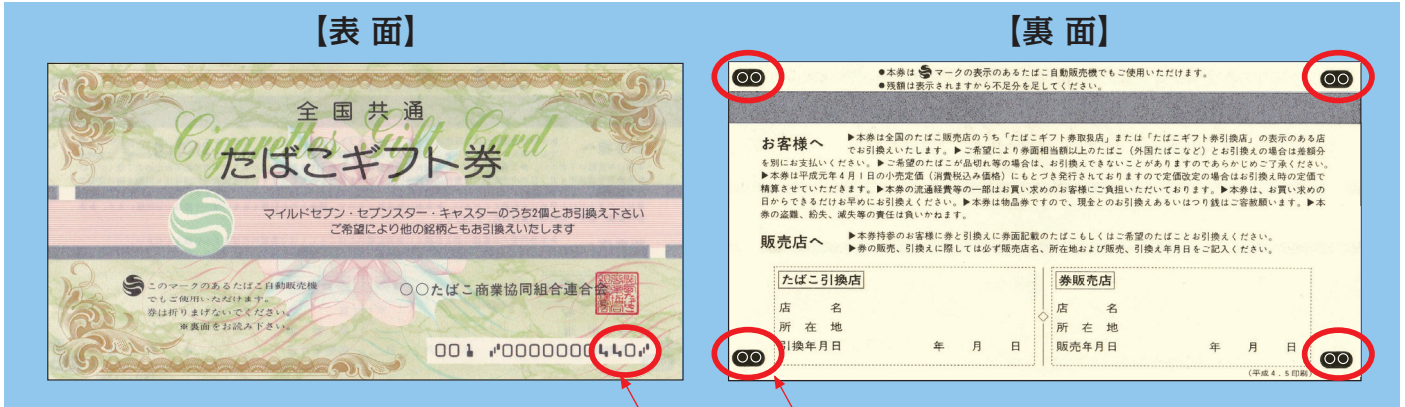 【表 面】
全国共通
Cigarettes Gift Card
たばこギフト券
マイルドセブン・セブンスター・キャスターのうち2個とお引換え下さい
ご希望により他の銘柄ともお引換えいたします
このマークのあるたばこ自動販売機
でもご使用いただけます。
券は折りまげないでください。
※裏面をお読み下さい。
○○たばこ商業協同組合連合会
001 ⑈0000000440⑈
【裏 面】
●本券は マークの表示のあるたばこ自動販売機でもご使用いただけます。
●残額は表示されますから不足分を足してください。
お客様へ ▶本券は全国のたばこ販売店のうち「たばこギフト券取扱店」または「たばこギフト券引換店」の表示のある店
でお引換えいたします。▶ご希望により券面相当額以上のたばこ（外国たばこなど）とお引換えの場合は差額分
を別にお支払いください。▶ご希望のたばこが品切れ等の場合は、お引換えできないことがありますのであらかじめご了承ください。
▶本券は平成元年4月1日の小売定価（消費税込み価格）にもとづき発行されておりますので定価改定の場合はお引換え時の定価で
精算させていただきます。▶本券の流通経費等の一部はお買い求めのお客様にご負担いただいております。▶本券は、お買い求めの
日からできるだけお早めにお引換えください。▶本券は物品券ですので、現金とのお引換えあるいはつり銭はご容赦願います。▶本
券の盗難、紛失、滅失等の責任は負いかねます。
販売店へ ▶本券持参のお客様に券と引換えに券面記載のたばこもしくはご希望のたばことお引換えください。
▶券の販売、引換えに際しては必ず販売店名、所在地および販売、引換え年月日をご記入ください。
たばこ引換店
店 名
所 在 地
引換年月日 年 月 日
券販売店
店 名
所 在 地
販売年月日 年 月 日
(平成4.5印刷)